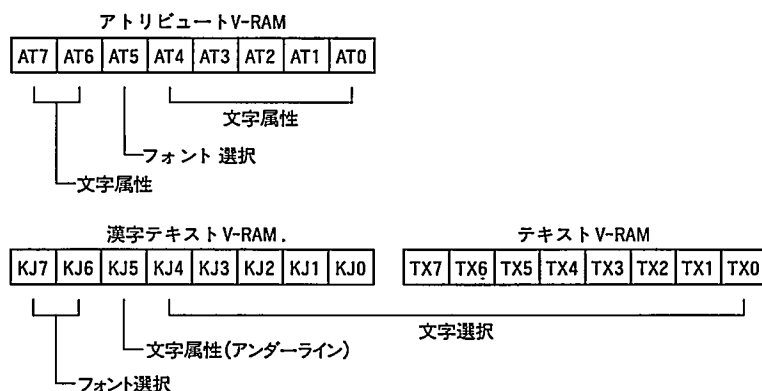 アトリビュートV-RAM
AT7 AT6 AT5 AT4 AT3 AT2 AT1 AT0
文字属性
フォント 選択
文字属性
漢字テキストV-RAM.
テキストV-RAM
KJ7 KJ6 KJ5 KJ4 KJ3 KJ2 KJ1 KJ0
TX7 TX6 TX5 TX4 TX3 TX2 TX1 TX0
文字選択
文字属性(アンダーライン)
フォント選択